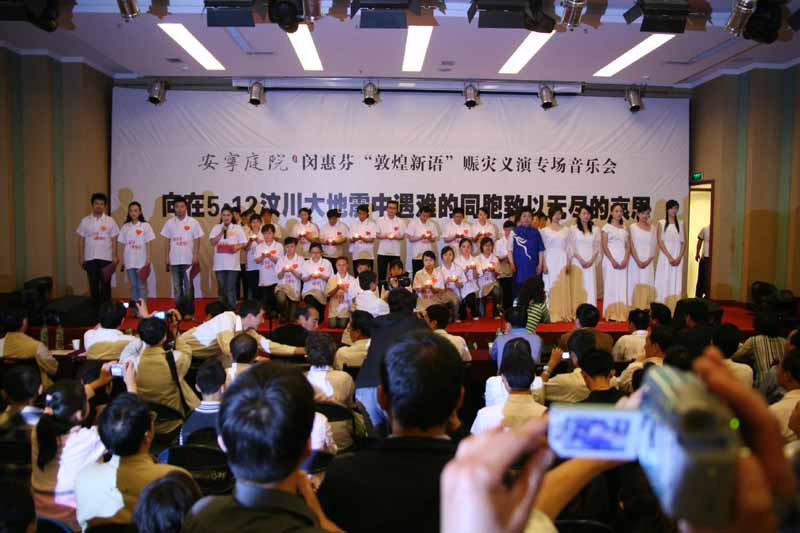 安寧庭院 闵惠芬“敦煌新语”赈灾义演专场音乐会
向在5·12汶川大地震中遇难的同胞致以无尽的哀思